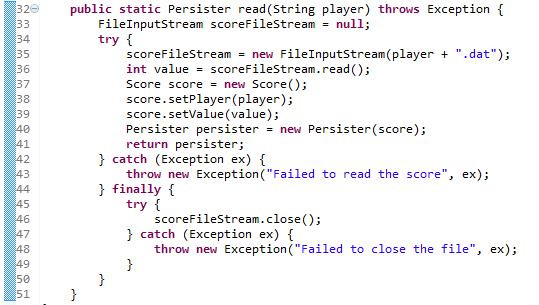 32 public static Persister read(String player) throws Exception {
33 FileInputStream scoreFileStream = null;
34 try {
35 scoreFileStream = new FileInputStream(player + ".dat");
36 int value = scoreFileStream.read();
37 Score score = new Score();
38 score.setPlayer(player);
39 score.setValue(value);
40 Persister persister = new Persister(score);
41 return persister;
42 } catch (Exception ex) {
43 throw new Exception("Failed to read the score", ex);
44 } finally {
45 try {
46 scoreFileStream.close();
47 } catch (Exception ex) {
48 throw new Exception("Failed to close the file", ex);
49 }
50 }
51 }